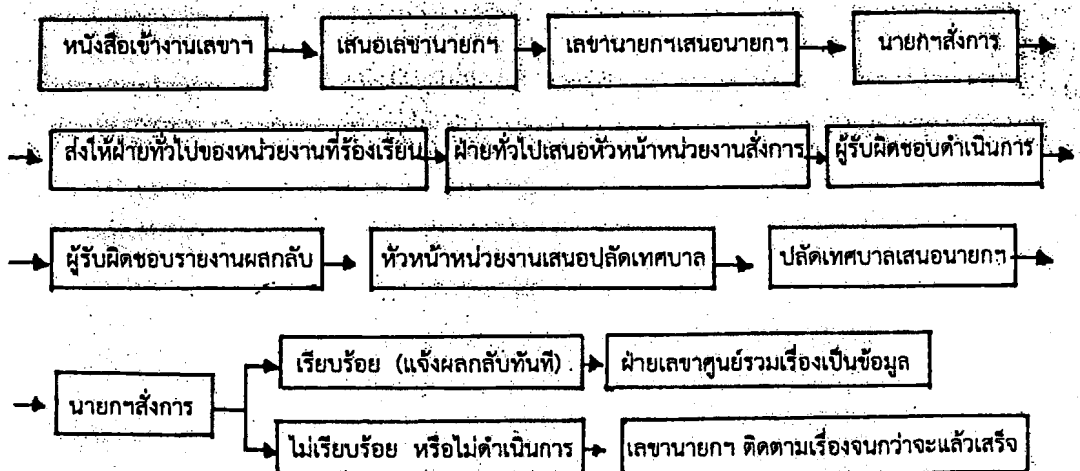 หนังสือเข้างานเลขาฯ เสนอเลขานายกฯ เลขานายกฯเสนอนายกฯ นายกฯสั่งการ
ส่งให้ฝ่ายทั่วไปของหน่วยงานที่ร้องเรียน ฝ่ายทั่วไปเสนอหัวหน้าหน่วยงานสั่งการ ผู้รับผิดชอบดำเนินการ
ผู้รับผิดชอบรายงานผลกลับ หัวหน้าหน่วยงานเสนอปลัดเทศบาล ปลัดเทศบาลเสนอนายกฯ
เรียบร้อย (แจ้งผลกลับทันที) ฝ่ายเลขาศูนย์รวมเรื่องเป็นข้อมูล
นายกฯสั่งการ
ไม่เรียบร้อย หรือไม่ดำเนินการ เลขานายกฯ ติดตามเรื่องจนกว่าจะแล้วเสร็จ